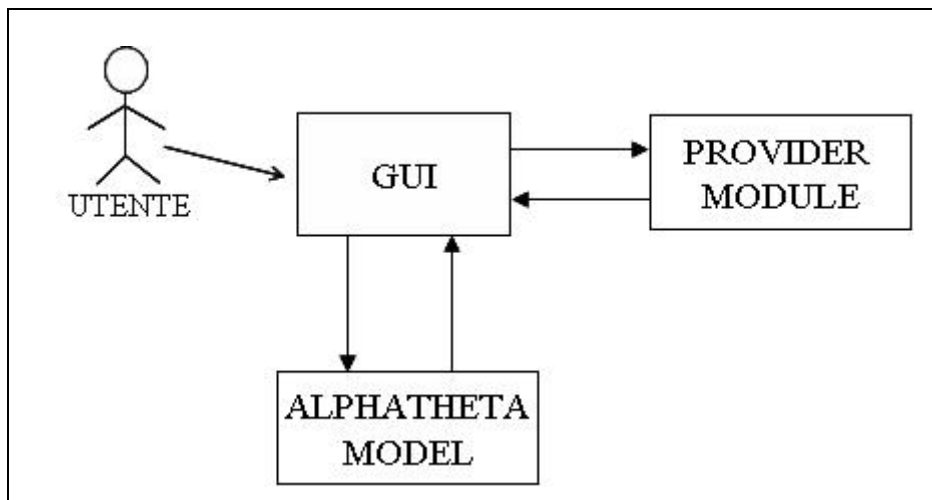 UTENTE
GUI
PROVIDER
MODULE
ALPHATHETA
MODEL